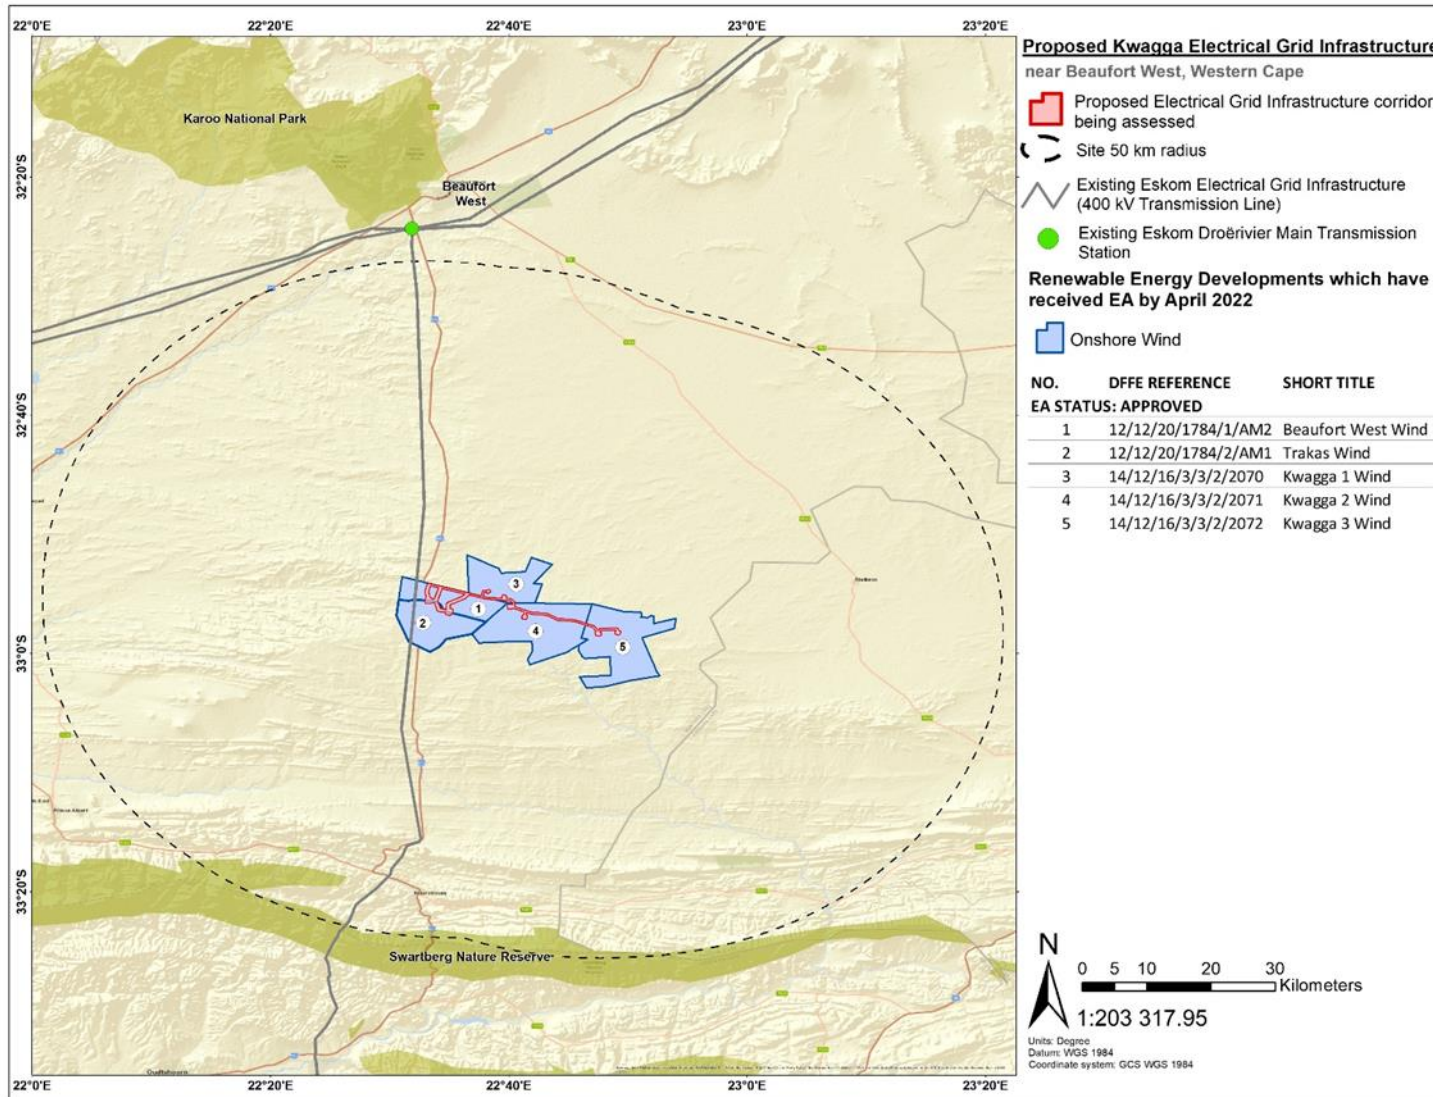 22°0'E 22°20'E 22°40'E 23°0'E 23°20'E
Proposed Kwagga Electrical Grid Infrastructure
near Beaufort West, Western Cape
Proposed Electrical Grid Infrastructure corridor
being assessed
Site 50 km radius
Existing Eskom Electrical Grid Infrastructure
(400 kV Transmission Line)
Existing Eskom Droërivier Main Transmission
Station
Renewable Energy Developments which have
received EA by April 2022
Onshore Wind
NO. DFFE REFERENCE SHORT TITLE
EA STATUS: APPROVED
1 12/12/20/1784/1/AM2 Beaufort West Wind
2 12/12/20/1784/2/AM1 Trakas Wind
3 14/12/16/3/3/2/2070 Kwagga 1 Wind
4 14/12/16/3/3/2/2071 Kwagga 2 Wind
5 14/12/16/3/3/2/2072 Kwagga 3 Wind
Karoo National Park
Beaufort
West
32°20'S
32°40'S
33°0'S
33°20'S
3
1
2
4
5
Swartberg Nature Reserve
Oudtshoorn
N
0 5 10 20 30
Kilometers
1:203 317.95
Units: Degree
Datum: WGS 1984
Coordinate system: GCS WGS 1984
22°0'E 22°20'E 22°40'E 23°0'E 23°20'E